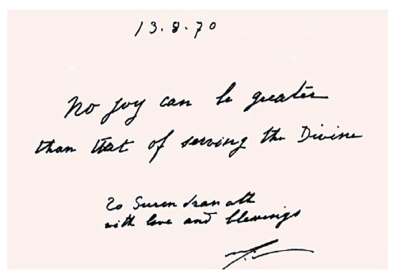 13.8.70
No joy can be greater
than that of serving the Divine
To Surendranath
with love and blessings